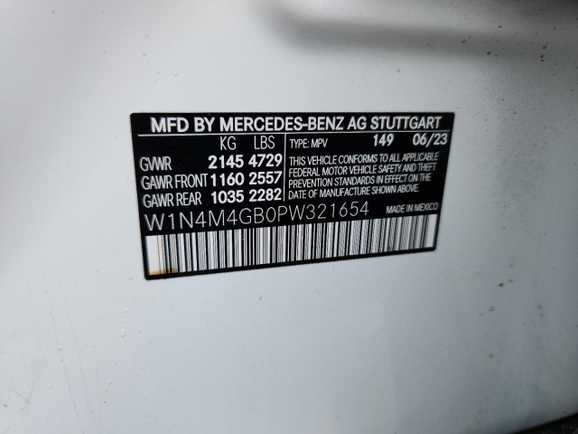 MFD BY MERCEDES-BENZ AG STUTTGART
KG LBS TYPE: MPV 149 06/23
GVWR 2145 4729
GAWR FRONT 1160 2557
GAWR REAR 1035 2282
THIS VEHICLE CONFORMS TO ALL APPLICABLE
FEDERAL MOTOR VEHICLE SAFETY AND THEFT
PREVENTION STANDARDS IN EFFECT ON THE
DATE OF MANUFACTURE SHOWN ABOVE.
W1N4M4GB0PW321654 MADE IN MEXICO